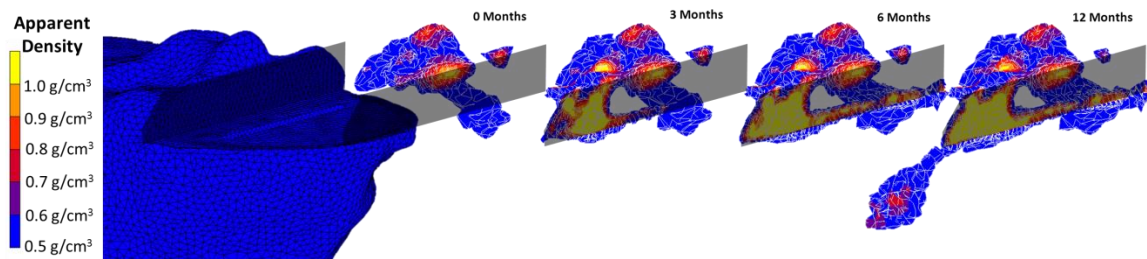 Apparent
Density
1.0 g/cm³
0.9 g/cm³
0.8 g/cm³
0.7 g/cm³
0.6 g/cm³
0.5 g/cm³
0 Months
3 Months
6 Months
12 Months